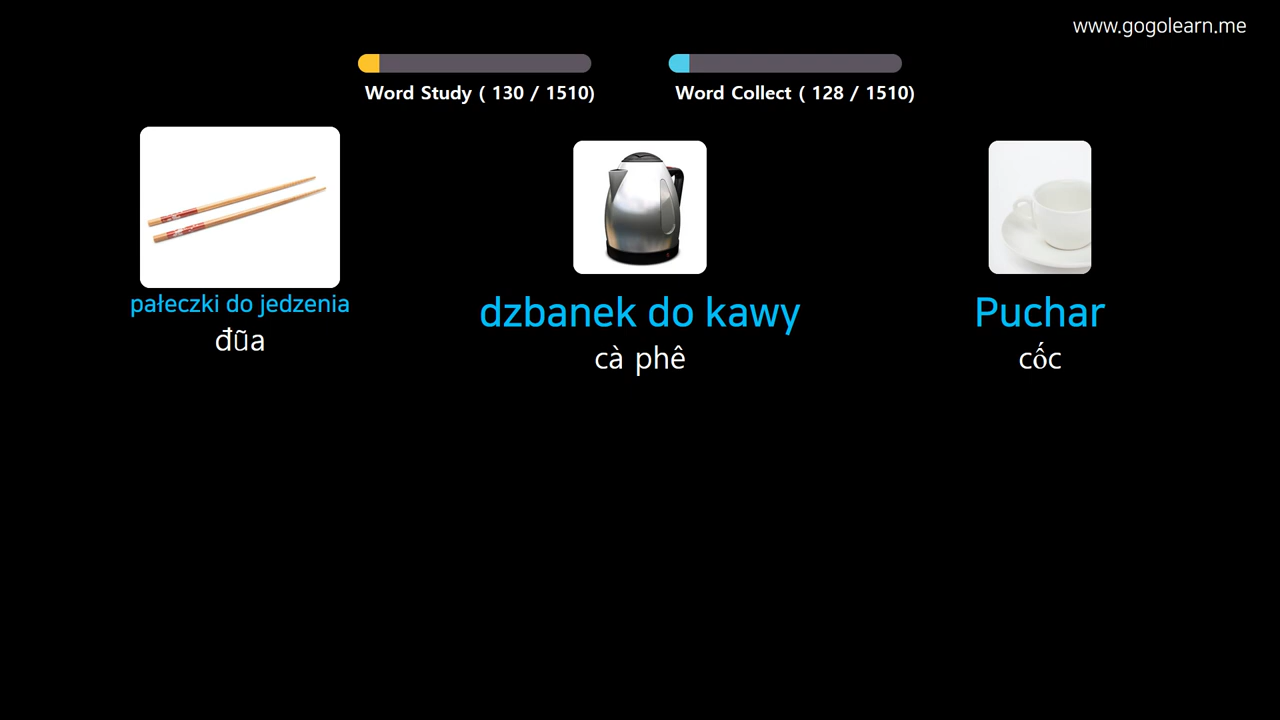 www.gogolearn.me
Word Study ( 130 / 1510)
Word Collect ( 128 / 1510)
pałeczki do jedzenia
đũa
dzbanek do kawy
cà phê
Puchar
cốc